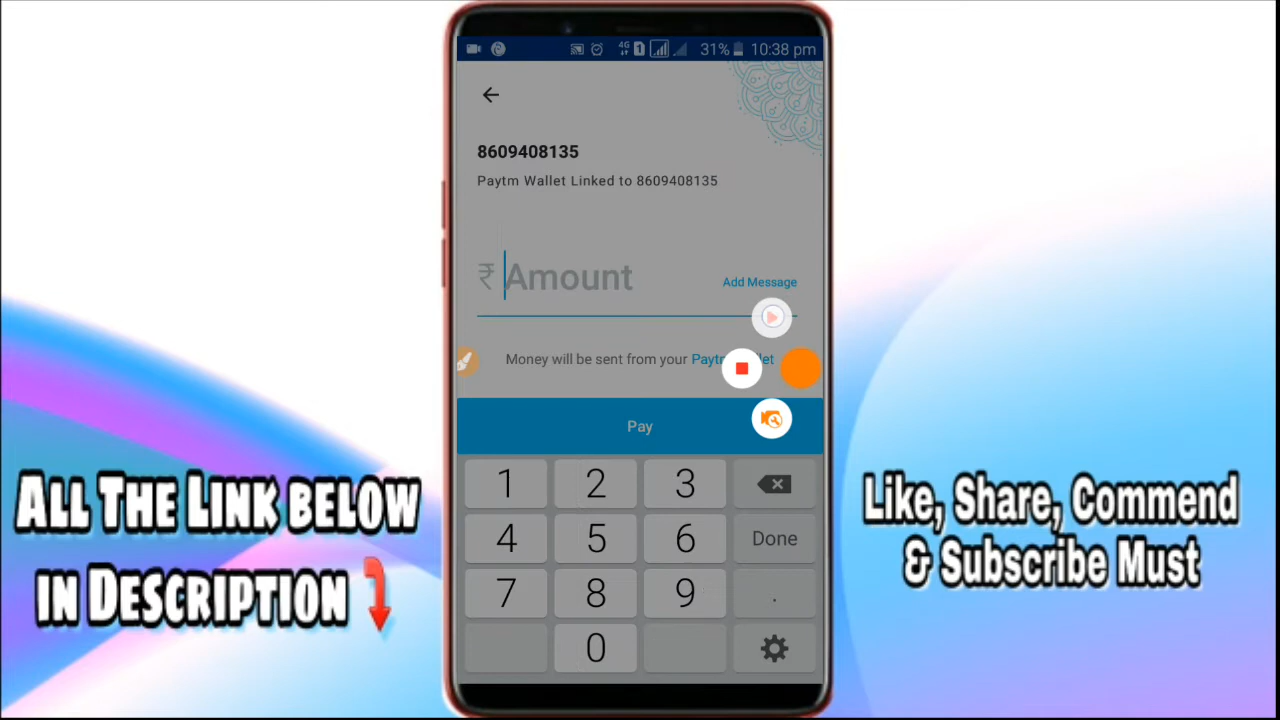 4G 1 31% 10:38 pm
8609408135
Paytm Wallet Linked to 8609408135
₹ Amount
Add Message
Money will be sent from your Paytm
Pay
1 2 3
4 5 6 Done
7 8 9 .
0
ALL THE LINK BELOW
IN DESCRIPTION
Like, Share, Commend
& Subscribe Must